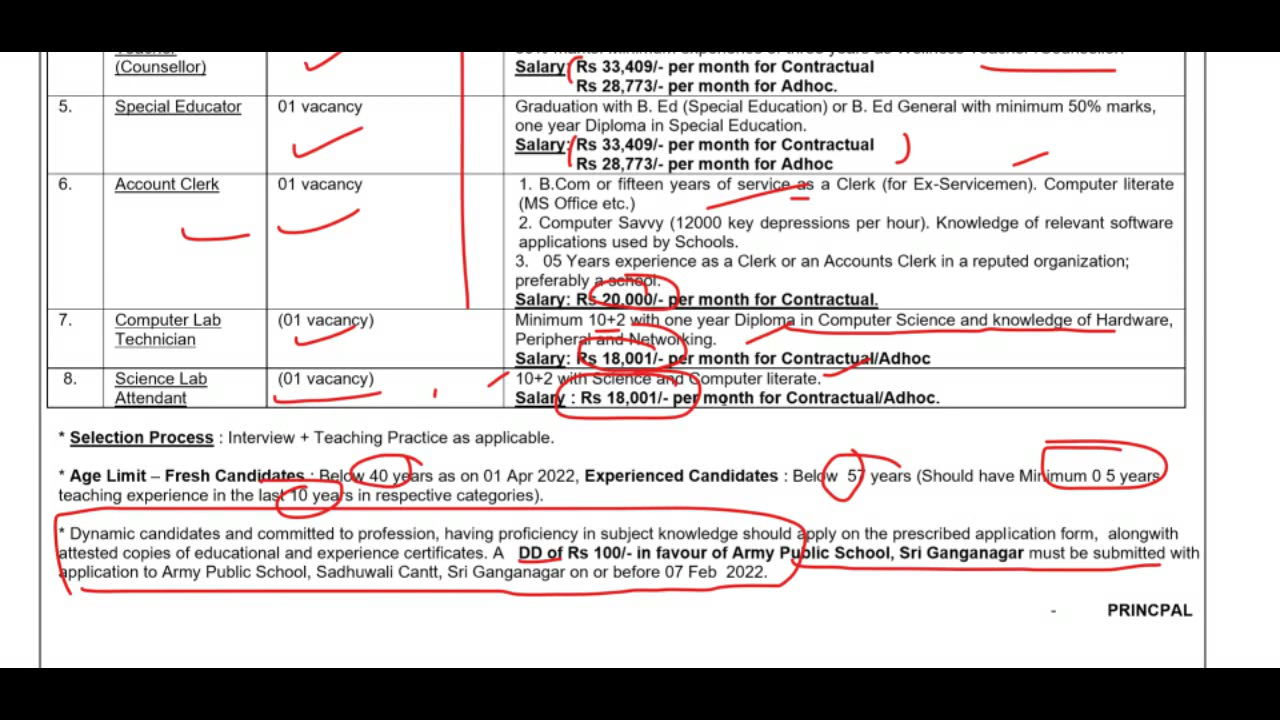 (Counsellor)
Salary: Rs 33,409/- per month for Contractual
Rs 28,773/- per month for Adhoc.
5. Special Educator 01 vacancy Graduation with B. Ed (Special Education) or B. Ed General with minimum 50% marks,
one year Diploma in Special Education.
Salary: Rs 33,409/- per month for Contractual
Rs 28,773/- per month for Adhoc
6. Account Clerk 01 vacancy 1. B.Com or fifteen years of service as a Clerk (for Ex-Servicemen). Computer literate
(MS Office etc.)
2. Computer Savvy (12000 key depressions per hour). Knowledge of relevant software
applications used by Schools.
3. 05 Years experience as a Clerk or an Accounts Clerk in a reputed organization;
preferably a school.
Salary: Rs 20,000/- per month for Contractual.
7. Computer Lab (01 vacancy) Minimum 10+2 with one year Diploma in Computer Science and knowledge of Hardware,
Technician Peripheral and Networking.
Salary: Rs 18,001/- per month for Contractual/Adhoc
8. Science Lab (01 vacancy) 10+2 with Science and Computer literate.
Attendant Salary : Rs 18,001/- per month for Contractual/Adhoc.
* Selection Process : Interview + Teaching Practice as applicable.
* Age Limit – Fresh Candidates : Below 40 years as on 01 Apr 2022, Experienced Candidates : Below 57 years (Should have Minimum 0 5 years
teaching experience in the last 10 years in respective categories).
* Dynamic candidates and committed to profession, having proficiency in subject knowledge should apply on the prescribed application form, alongwith
attested copies of educational and experience certificates. A DD of Rs 100/- in favour of Army Public School, Sri Ganganagar must be submitted with
application to Army Public School, Sadhuwali Cantt, Sri Ganganagar on or before 07 Feb 2022.
- PRINCPAL